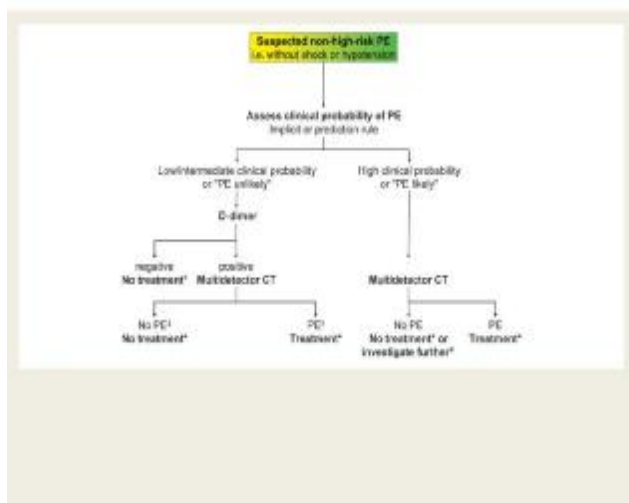 Suspected non-high-risk PE
i.e. without shock or hypotension
Assess clinical probability of PE
Implicit or prediction rule
Low/intermediate clinical probability
or "PE unlikely"
High clinical probability
or "PE likely"
D-dimer
negative
No treatment*
positive
Multidetector CT
Multidetector CT
No PE‡
No treatment*
PE†
Treatment*
No PE
No treatment* or
investigate further
PE
Treatment*